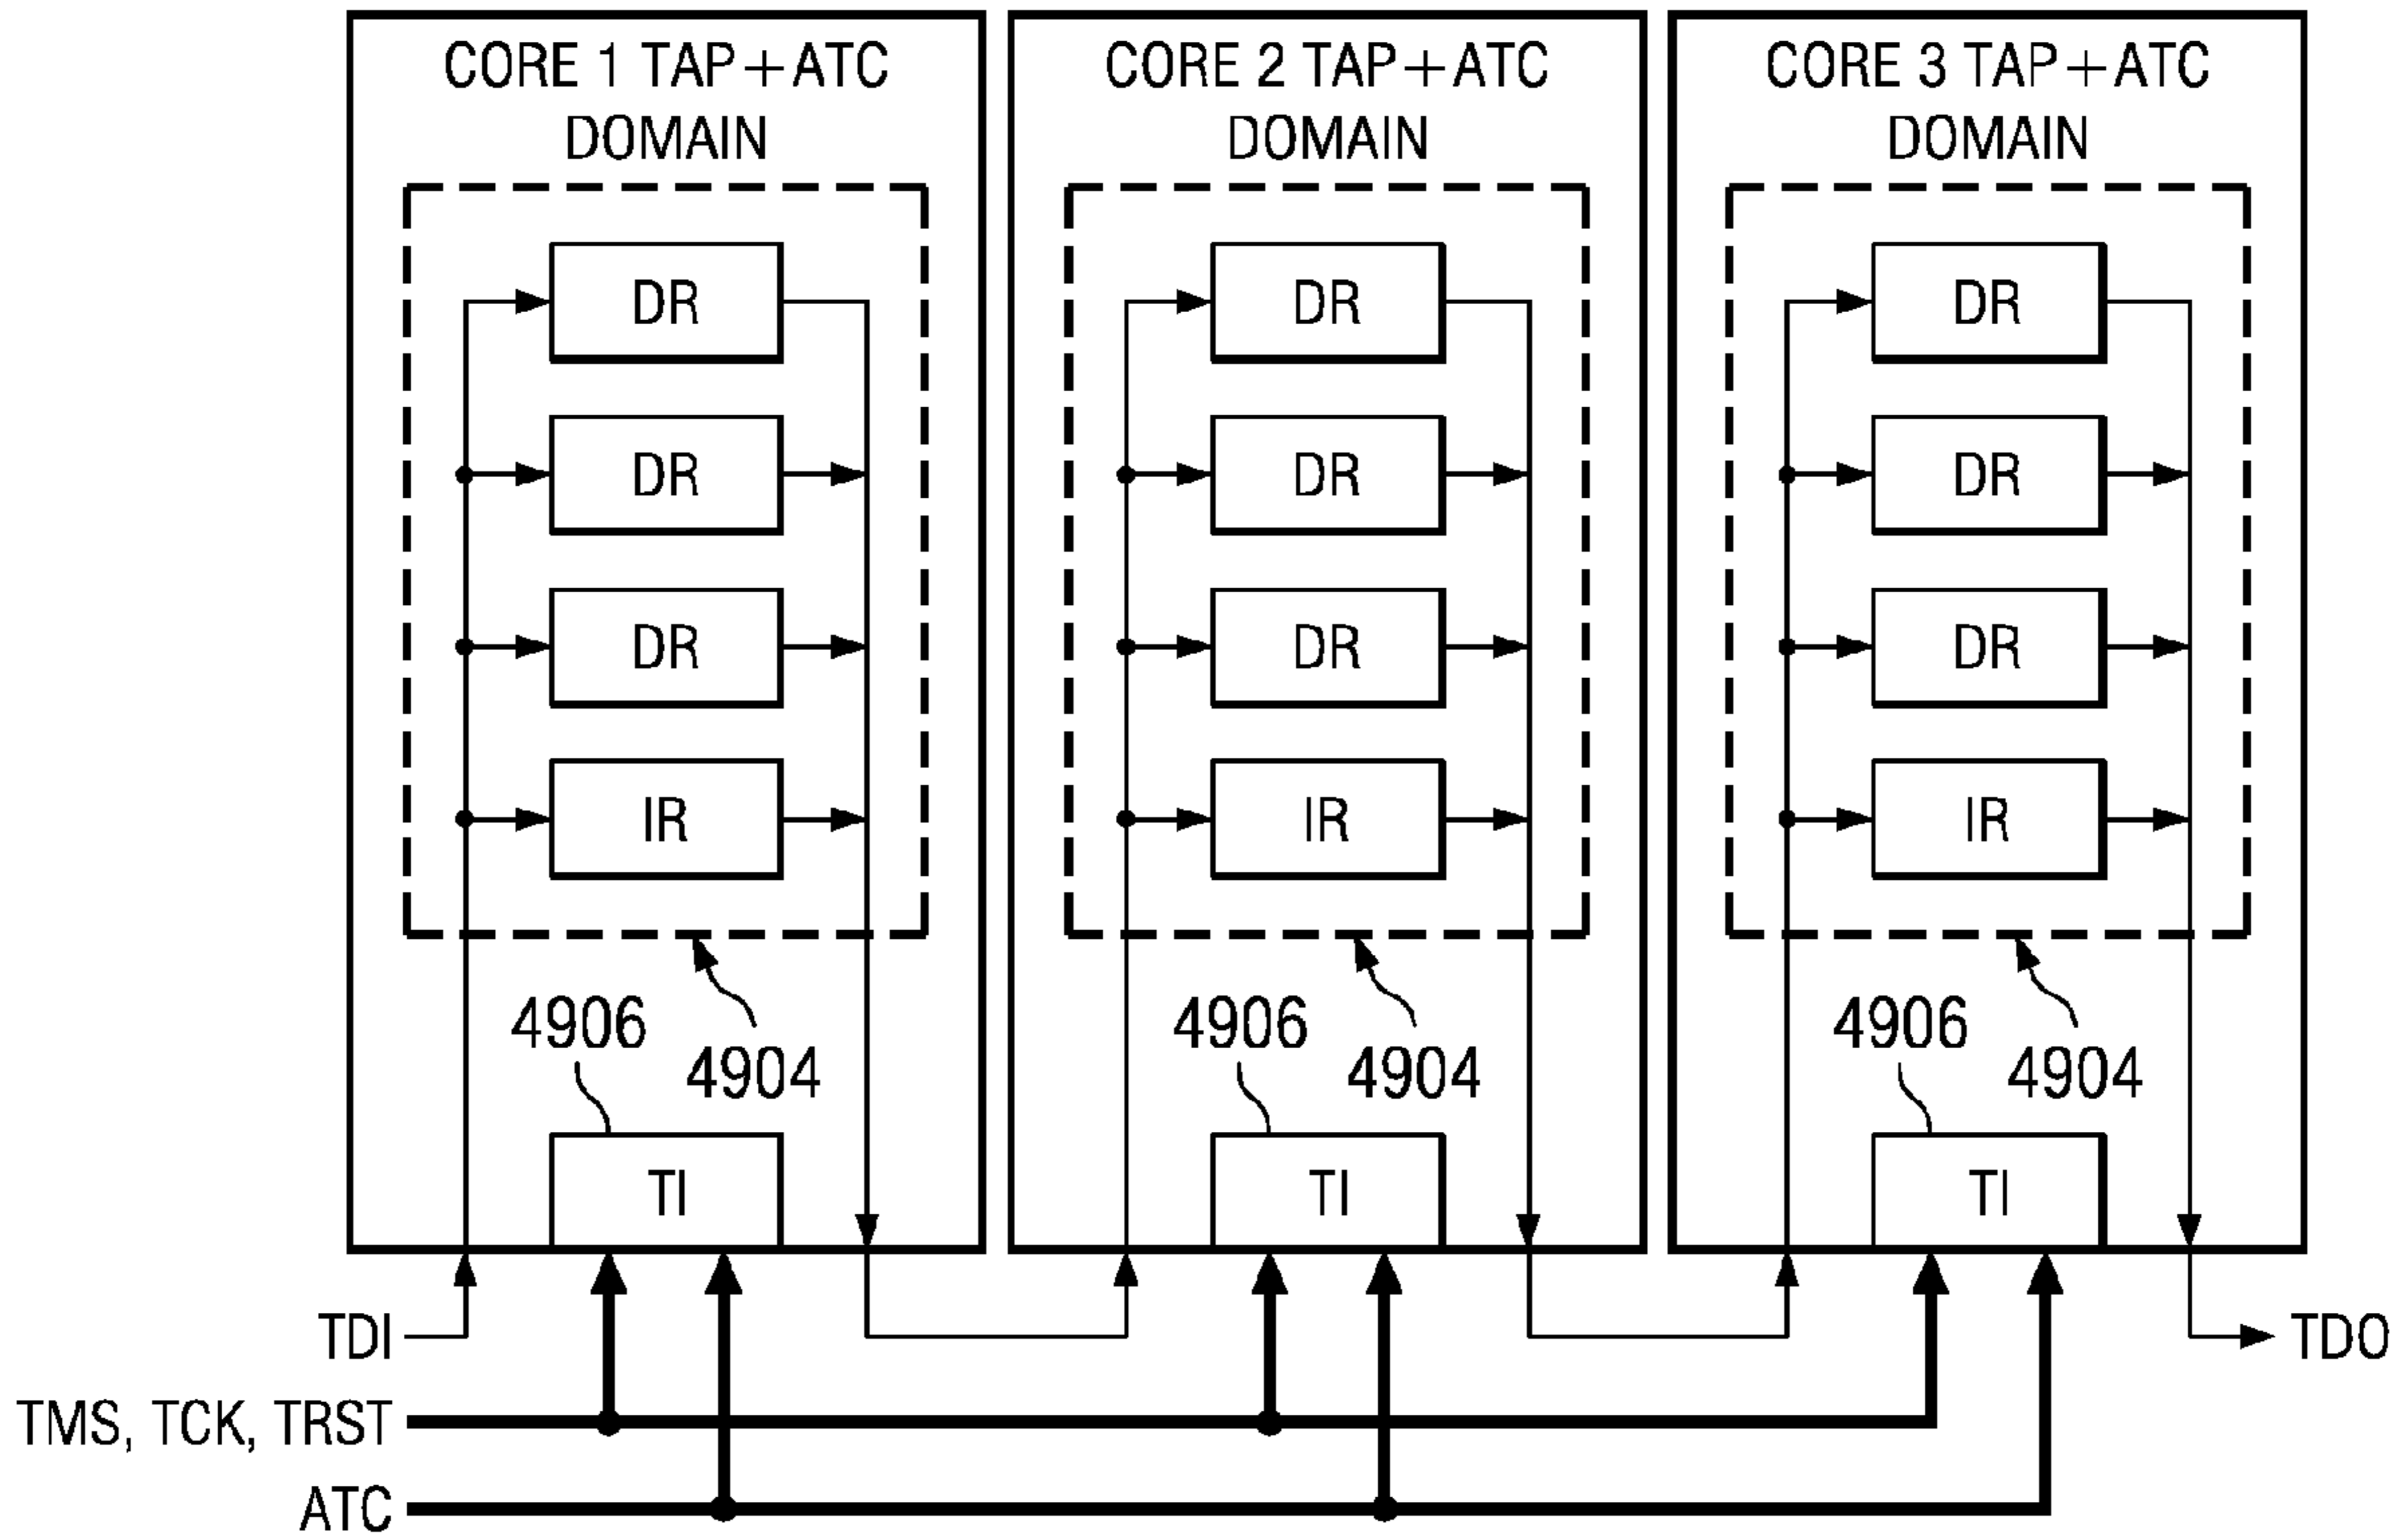 CORE 1 TAP+ATC
DOMAIN
DR
DR
DR
IR
4906
4904
TI
CORE 2 TAP+ATC
DOMAIN
DR
DR
DR
IR
4906
4904
TI
CORE 3 TAP+ATC
DOMAIN
DR
DR
DR
IR
4906
4904
TI
TDI
TDO
TMS, TCK, TRST
ATC